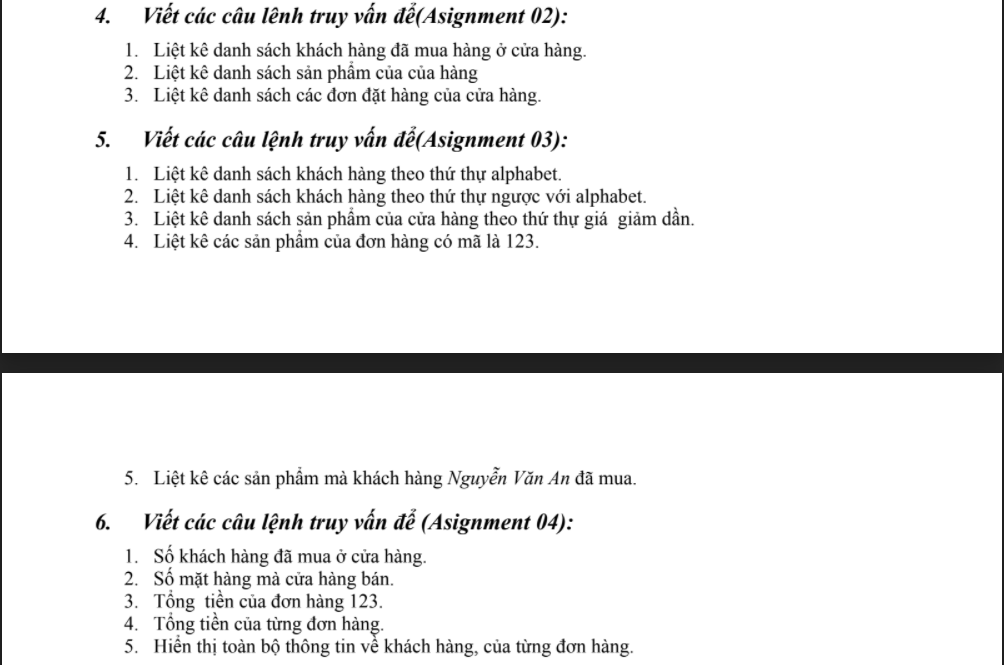 4. Viết các câu lênh truy vấn để(Asignment 02):
1. Liệt kê danh sách khách hàng đã mua hàng ở cửa hàng.
2. Liệt kê danh sách sản phẩm của của hàng
3. Liệt kê danh sách các đơn đặt hàng của cửa hàng.
5. Viết các câu lệnh truy vấn để(Asignment 03):
1. Liệt kê danh sách khách hàng theo thứ thự alphabet.
2. Liệt kê danh sách khách hàng theo thứ thự ngược với alphabet.
3. Liệt kê danh sách sản phẩm của cửa hàng theo thứ thự giá giảm dần.
4. Liệt kê các sản phẩm của đơn hàng có mã là 123.
5. Liệt kê các sản phẩm mà khách hàng Nguyễn Văn An đã mua.
6. Viết các câu lệnh truy vấn để (Asignment 04):
1. Số khách hàng đã mua ở cửa hàng.
2. Số mặt hàng mà cửa hàng bán.
3. Tổng tiền của đơn hàng 123.
4. Tổng tiền của từng đơn hàng.
5. Hiển thị toàn bộ thông tin về khách hàng, của từng đơn hàng.